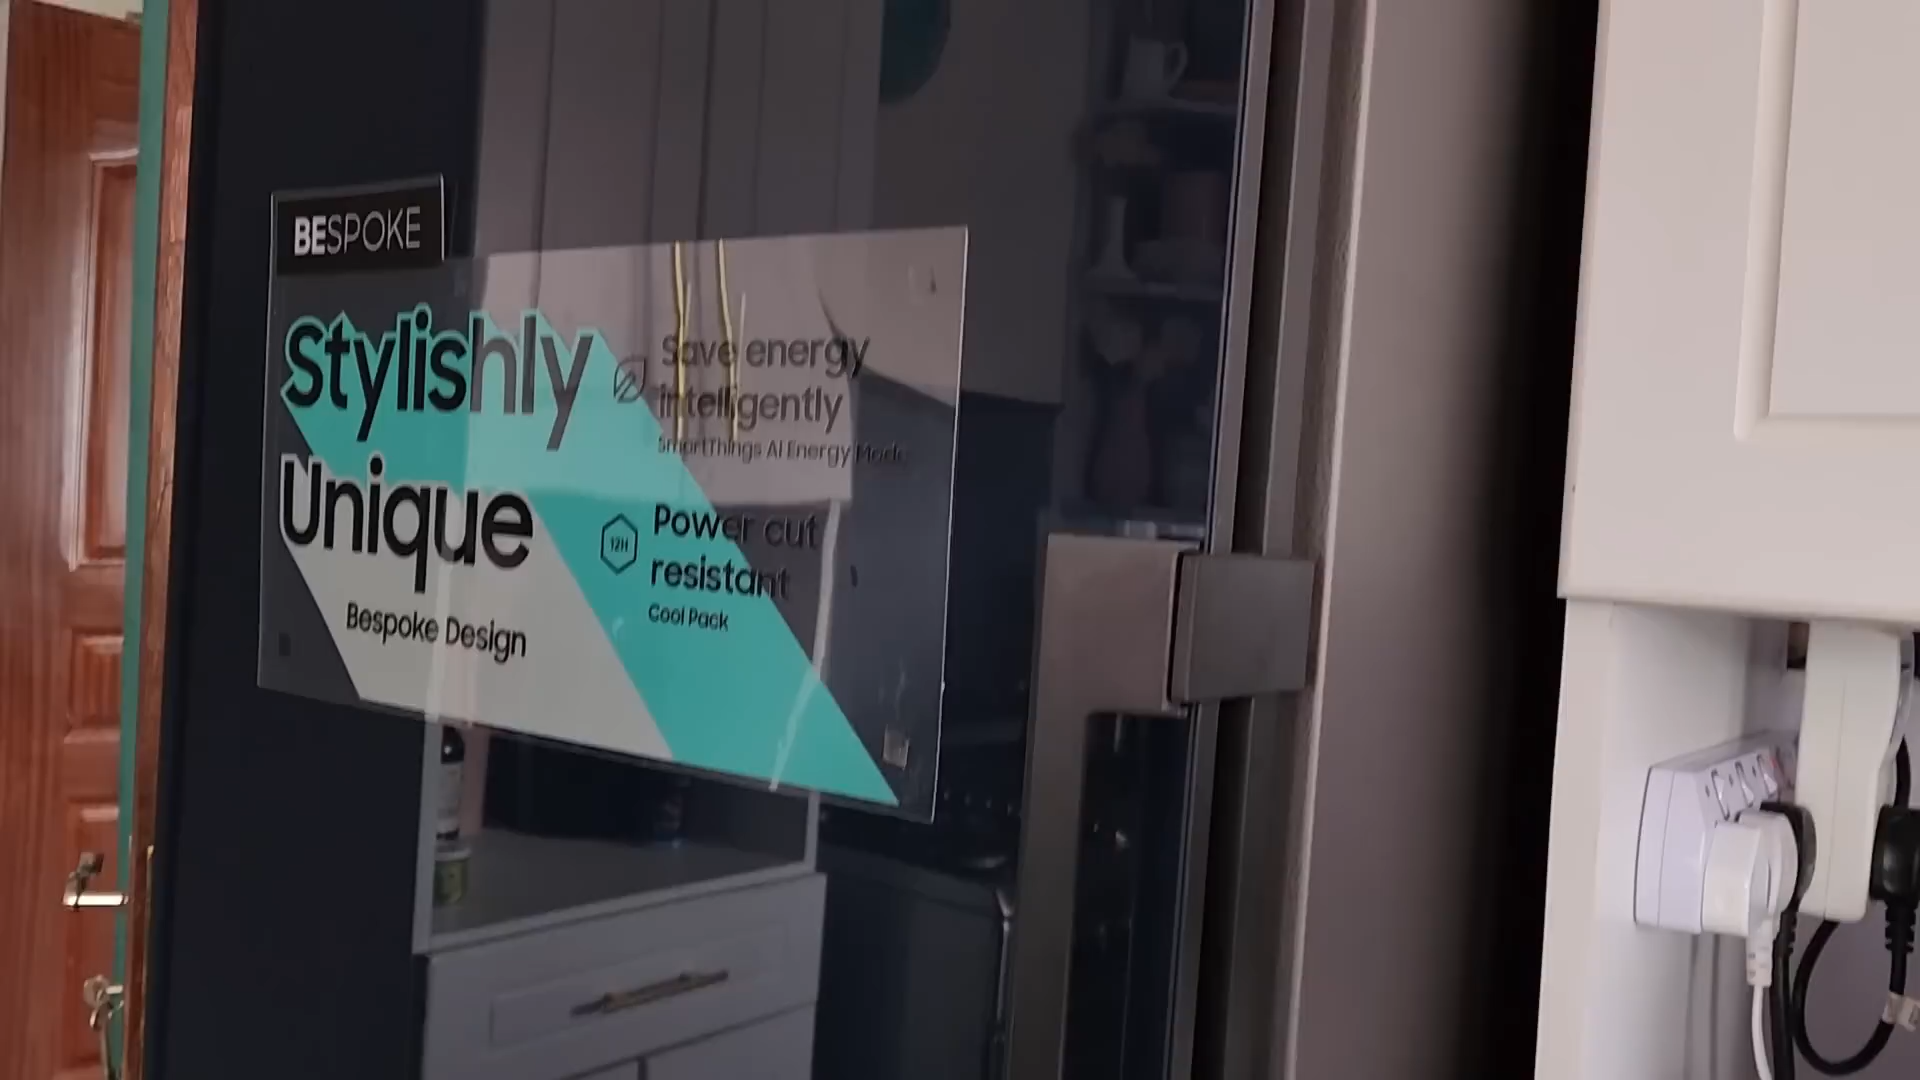 BESPOKE
Stylishly
Unique
Bespoke Design
Save energy
intelligently
SmartThings AI Energy Mode
12H
Power cut
resistant
Cool Pack